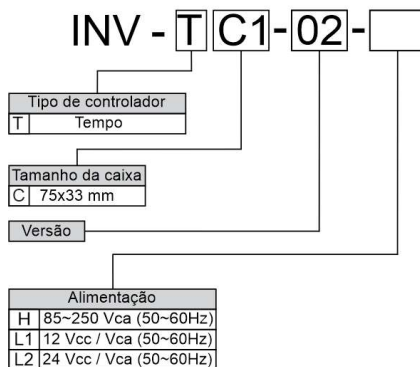 INV - T C1-02-
Tipo de controlador
T Tempo
Tamanho da caixa
C 75x33 mm
Versão
Alimentação
H 85~250 Vca (50~60Hz)
L1 12 Vcc / Vca (50~60Hz)
L2 24 Vcc / Vca (50~60Hz)